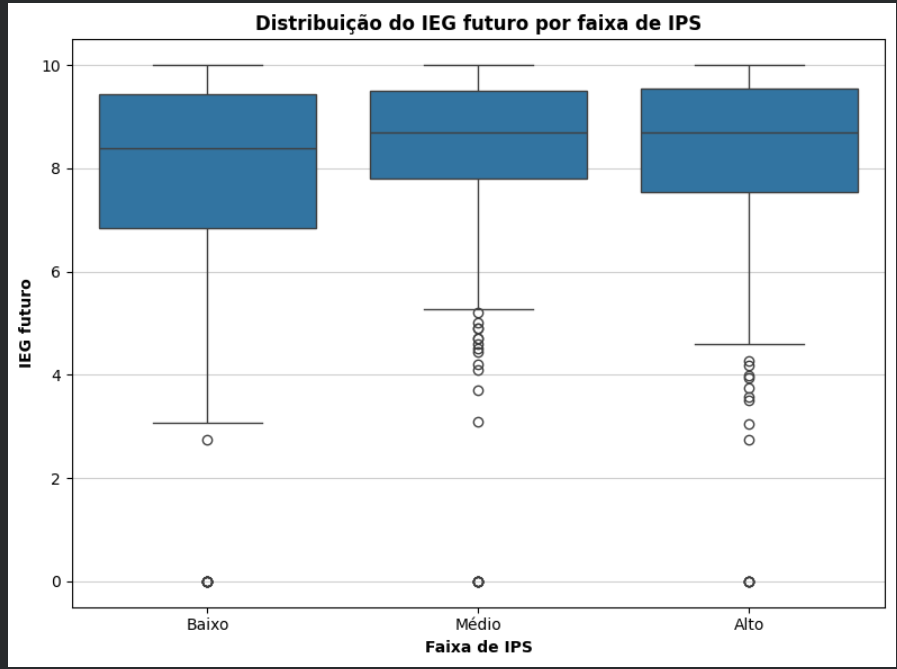 Distribuição do IEG futuro por faixa de IPS
10
8
6
4
2
0
IEG futuro
Baixo Médio Alto
Faixa de IPS